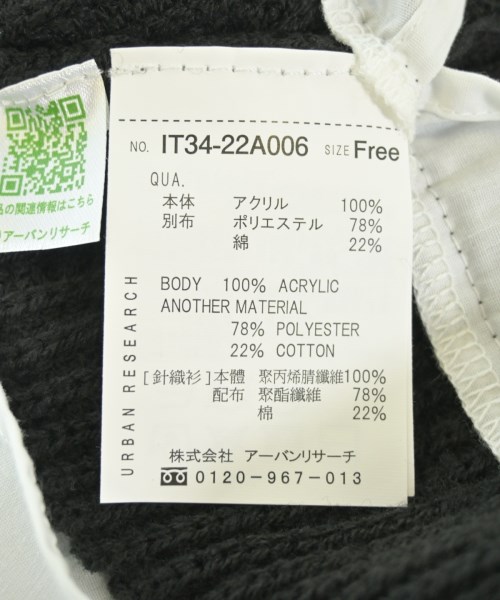 NO. IT34-22A006 SIZE Free
QUA.
本体 アクリル 100%
別布 ポリエステル 78%
綿 22%
BODY 100% ACRYLIC
ANOTHER MATERIAL
78% POLYESTER
22% COTTON
[針織衫]本體 聚丙烯腈纖維100%
配布 聚酯纖維 78%
棉 22%
株式会社 アーバンリサーチ
0120-967-013
URBAN RESEARCH
の関連情報はこちら
アーバンリサーチ